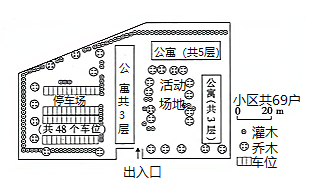 公寓（共5层）
公寓共3层
活动场地
公寓（共3层）
停车场
（共48个车位）
出入口
小区共69户
0 20 m
灌木
乔木
车位